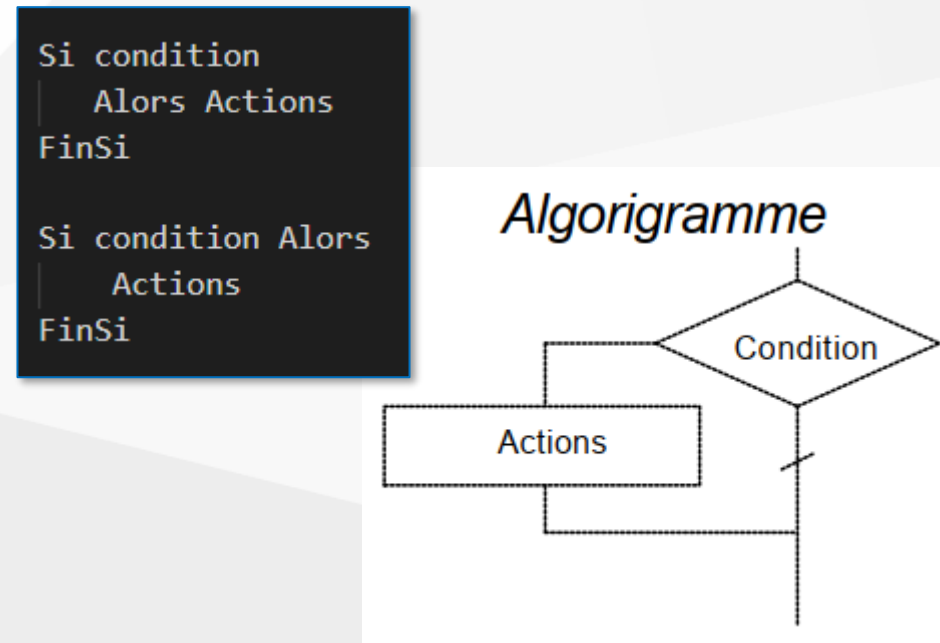 Si condition
Alors Actions
FinSi
Si condition Alors
Actions
FinSi
Algorigramme
Condition
Actions